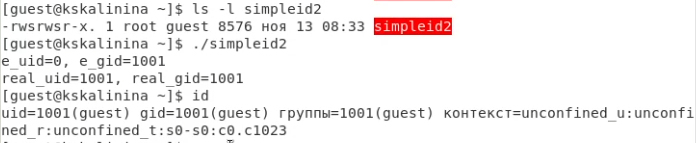 [guest@kskalinina ~]$ ls -l simpleid2
-rwsrwsr-x. 1 root guest 8576 ноя 13 08:33 simpleid2
[guest@kskalinina ~]$ ./simpleid2
e_uid=0, e_gid=1001
real_uid=1001, real_gid=1001
[guest@kskalinina ~]$ id
uid=1001(guest) gid=1001(guest) группы=1001(guest) контекст=unconfined_u:unconfi
ned_r:unconfined_t:s0-s0:c0.c1023